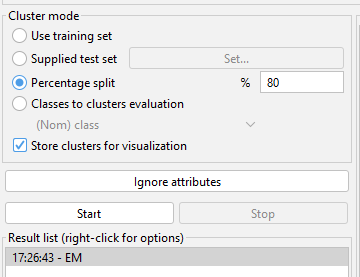 Cluster mode
Use training set
Supplied test set Set...
Percentage split % 80
Classes to clusters evaluation
(Nom) class
Store clusters for visualization
Ignore attributes
Start Stop
Result list (right-click for options)
17:26:43 - EM